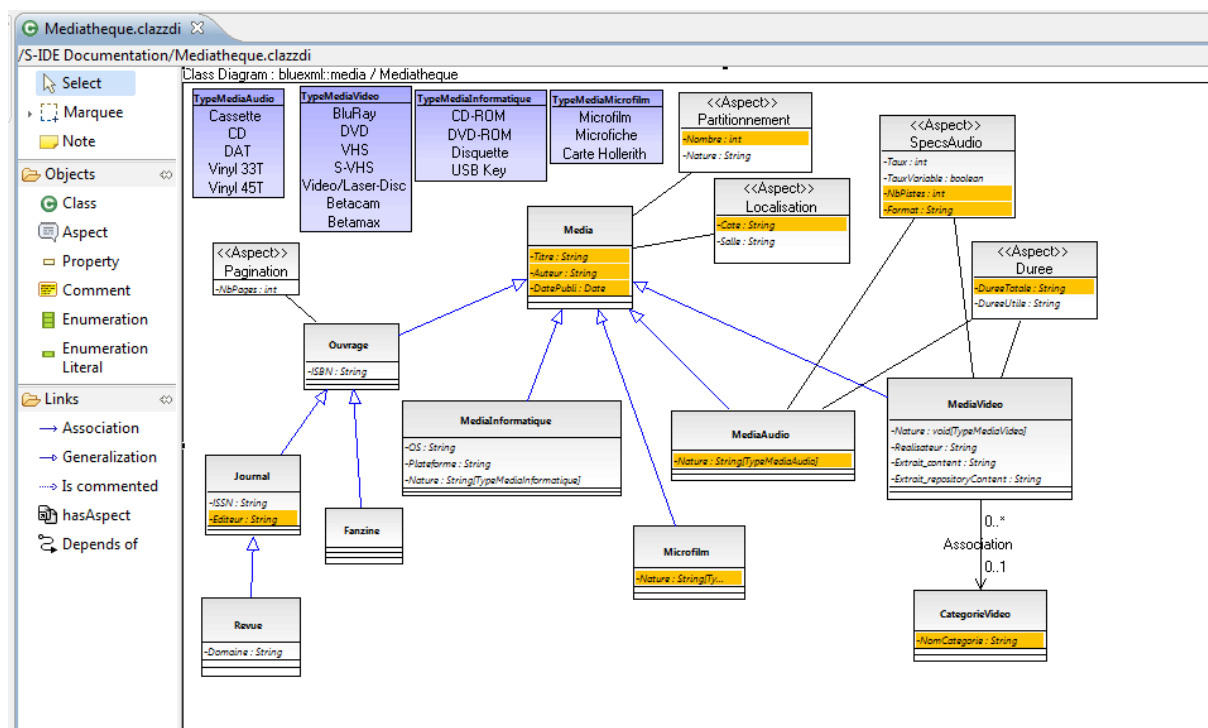 Mediatheque.clazzdi
/S-IDE Documentation/Mediatheque.clazzdi
Select
Marquee
Note
Objects
Class
Aspect
Property
Comment
Enumeration
Enumeration
Literal
Links
Association
Generalization
Is commented
hasAspect
Depends of
Class Diagram : bluexml::media / Mediatheque
TypeMediaAudio
Cassette
CD
DAT
Vinyl 33T
Vinyl 45T
TypeMediaVideo
BluRay
DVD
VHS
S-VHS
Video/Laser-Disc
Betacam
Betamax
TypeMediaInformatique
CD-ROM
DVD-ROM
Disquette
USB Key
TypeMediaMicrofilm
Microfilm
Microfiche
Carte Hollerith
<<Aspect>>
Partitionnement
-Nombre : int
-Nature : String
<<Aspect>>
SpecsAudio
-Taux : int
-TauxVariable : boolean
-NbPistes : int
-Format : String
<<Aspect>>
Localisation
-Cote : String
-Salle : String
Media
-Titre : String
-Auteur : String
-DatePubli : Date
<<Aspect>>
Pagination
-NbPages : int
<<Aspect>>
Duree
-DureeTotale : String
-DureeUtile : String
Ouvrage
-ISBN : String
MediaInformatique
-OS : String
-Plateforme : String
-Nature : String[TypeMediaInformatique]
MediaAudio
-Nature : String[TypeMediaAudio]
MediaVideo
-Nature : void[TypeMediaVideo]
-Realisateur : String
-Extrait_content : String
-Extrait_repositoryContent : String
Journal
-ISSN : String
-Editeur : String
Fanzine
Microfilm
-Nature : String[Ty...
0..*
Association
0..1
Revue
-Domaine : String
CategorieVideo
-NomCategorie : String